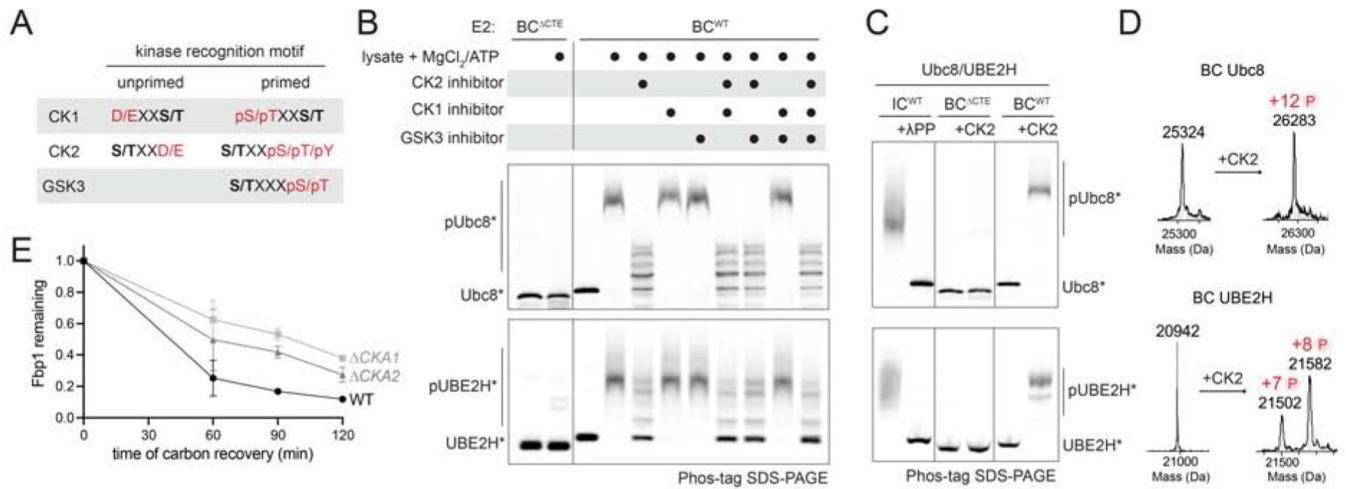 A
kinase recognition motif
unprimed primed
CK1 D/EXXS/T pS/pTXXS/T
CK2 S/TXXD/E S/TXXpS/pT/pY
GSK3 S/TXXXpS/pT
B
E2: BCΔCTE BCWT
lysate + MgCl2/ATP
CK2 inhibitor
CK1 inhibitor
GSK3 inhibitor
pUbc8*
Ubc8*
pUBE2H*
UBE2H*
Phos-tag SDS-PAGE
C
Ubc8/UBE2H
ICWT BCΔCTE BCWT
+λPP +CK2 +CK2
pUbc8*
Ubc8*
pUBE2H*
UBE2H*
Phos-tag SDS-PAGE
D
BC Ubc8
+12 P
25324 26283
+CK2
25300 26300
Mass (Da) Mass (Da)
BC UBE2H
20942
+8 P
21582
+7 P
21502
+CK2
21000 21500
Mass (Da) Mass (Da)
E
Fbp1 remaining
1.0
0.8
0.6
0.4
0.2
0.0
0 30 60 90 120
time of carbon recovery (min)
ΔCKA1
ΔCKA2
WT